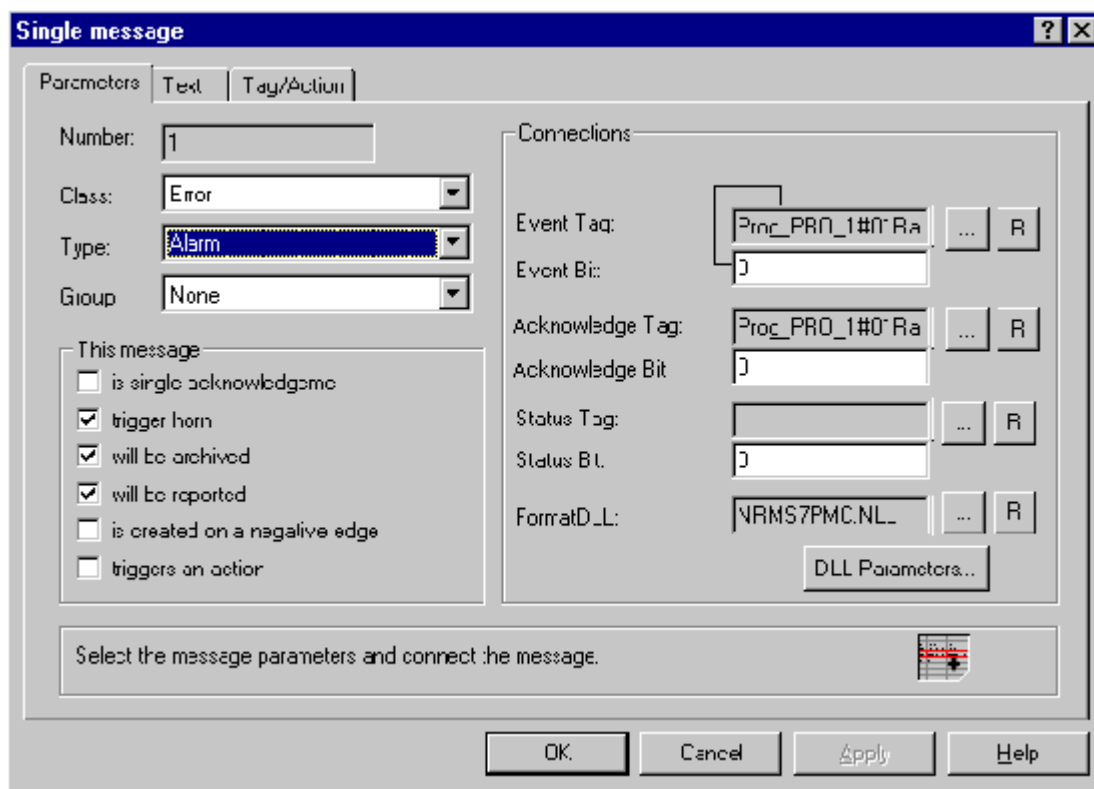 Single message
Parameters
Text
Tag/Action
Number:
1
Class:
Error
Type:
Alarm
Group
None
This message
is single acknowledgeme
trigger horn
will be archived
will be reported
is created on a negative edge
triggers an action
Connections
Event Tag:
Proc_PRO_1#01Ra
...
R
Event Bit:
0
Acknowledge Tag:
Proc_PRO_1#01Ra
...
R
Acknowledge Bit
0
Status Tag:
...
R
Status Bit:
0
FormatDLL:
NRMS7PMC.NLL
...
R
DLL Parameters...
Select the message parameters and connect the message.
OK
Cancel
Apply
Help